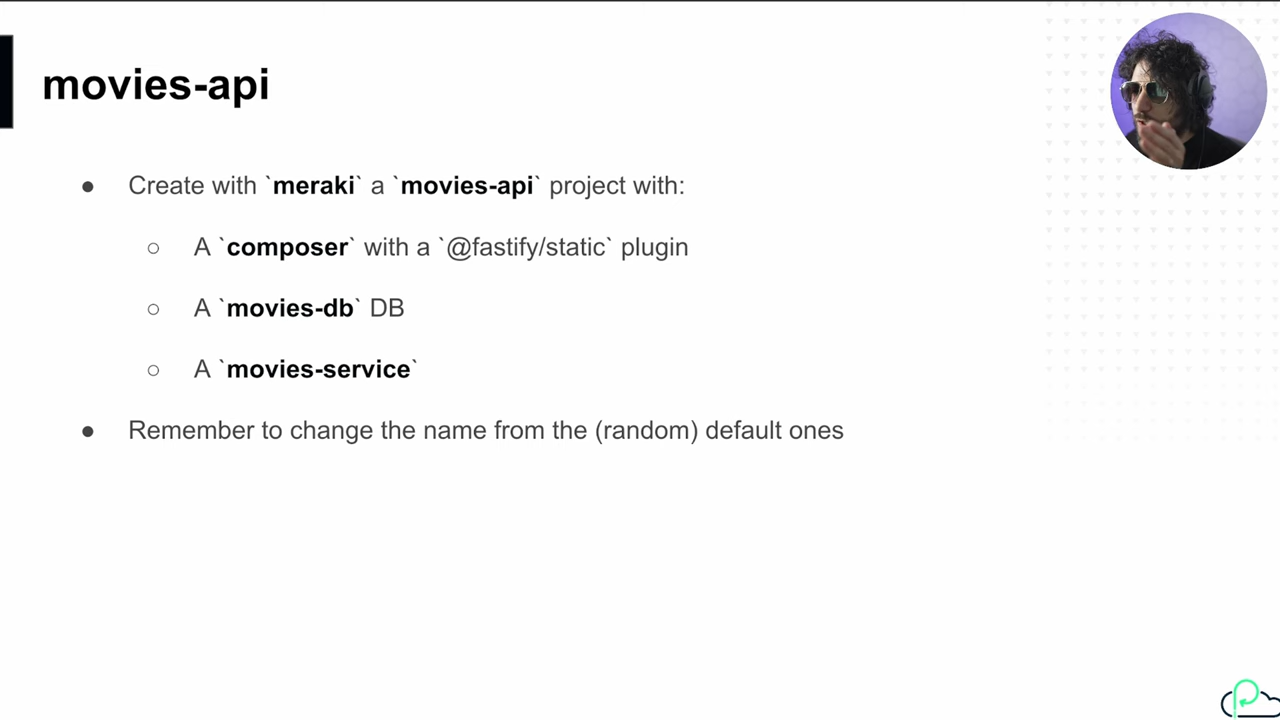 movies-api
● Create with `meraki` a `movies-api` project with:
○ A `composer` with a `@fastify/static` plugin
○ A `movies-db` DB
○ A `movies-service`
● Remember to change the name from the (random) default ones